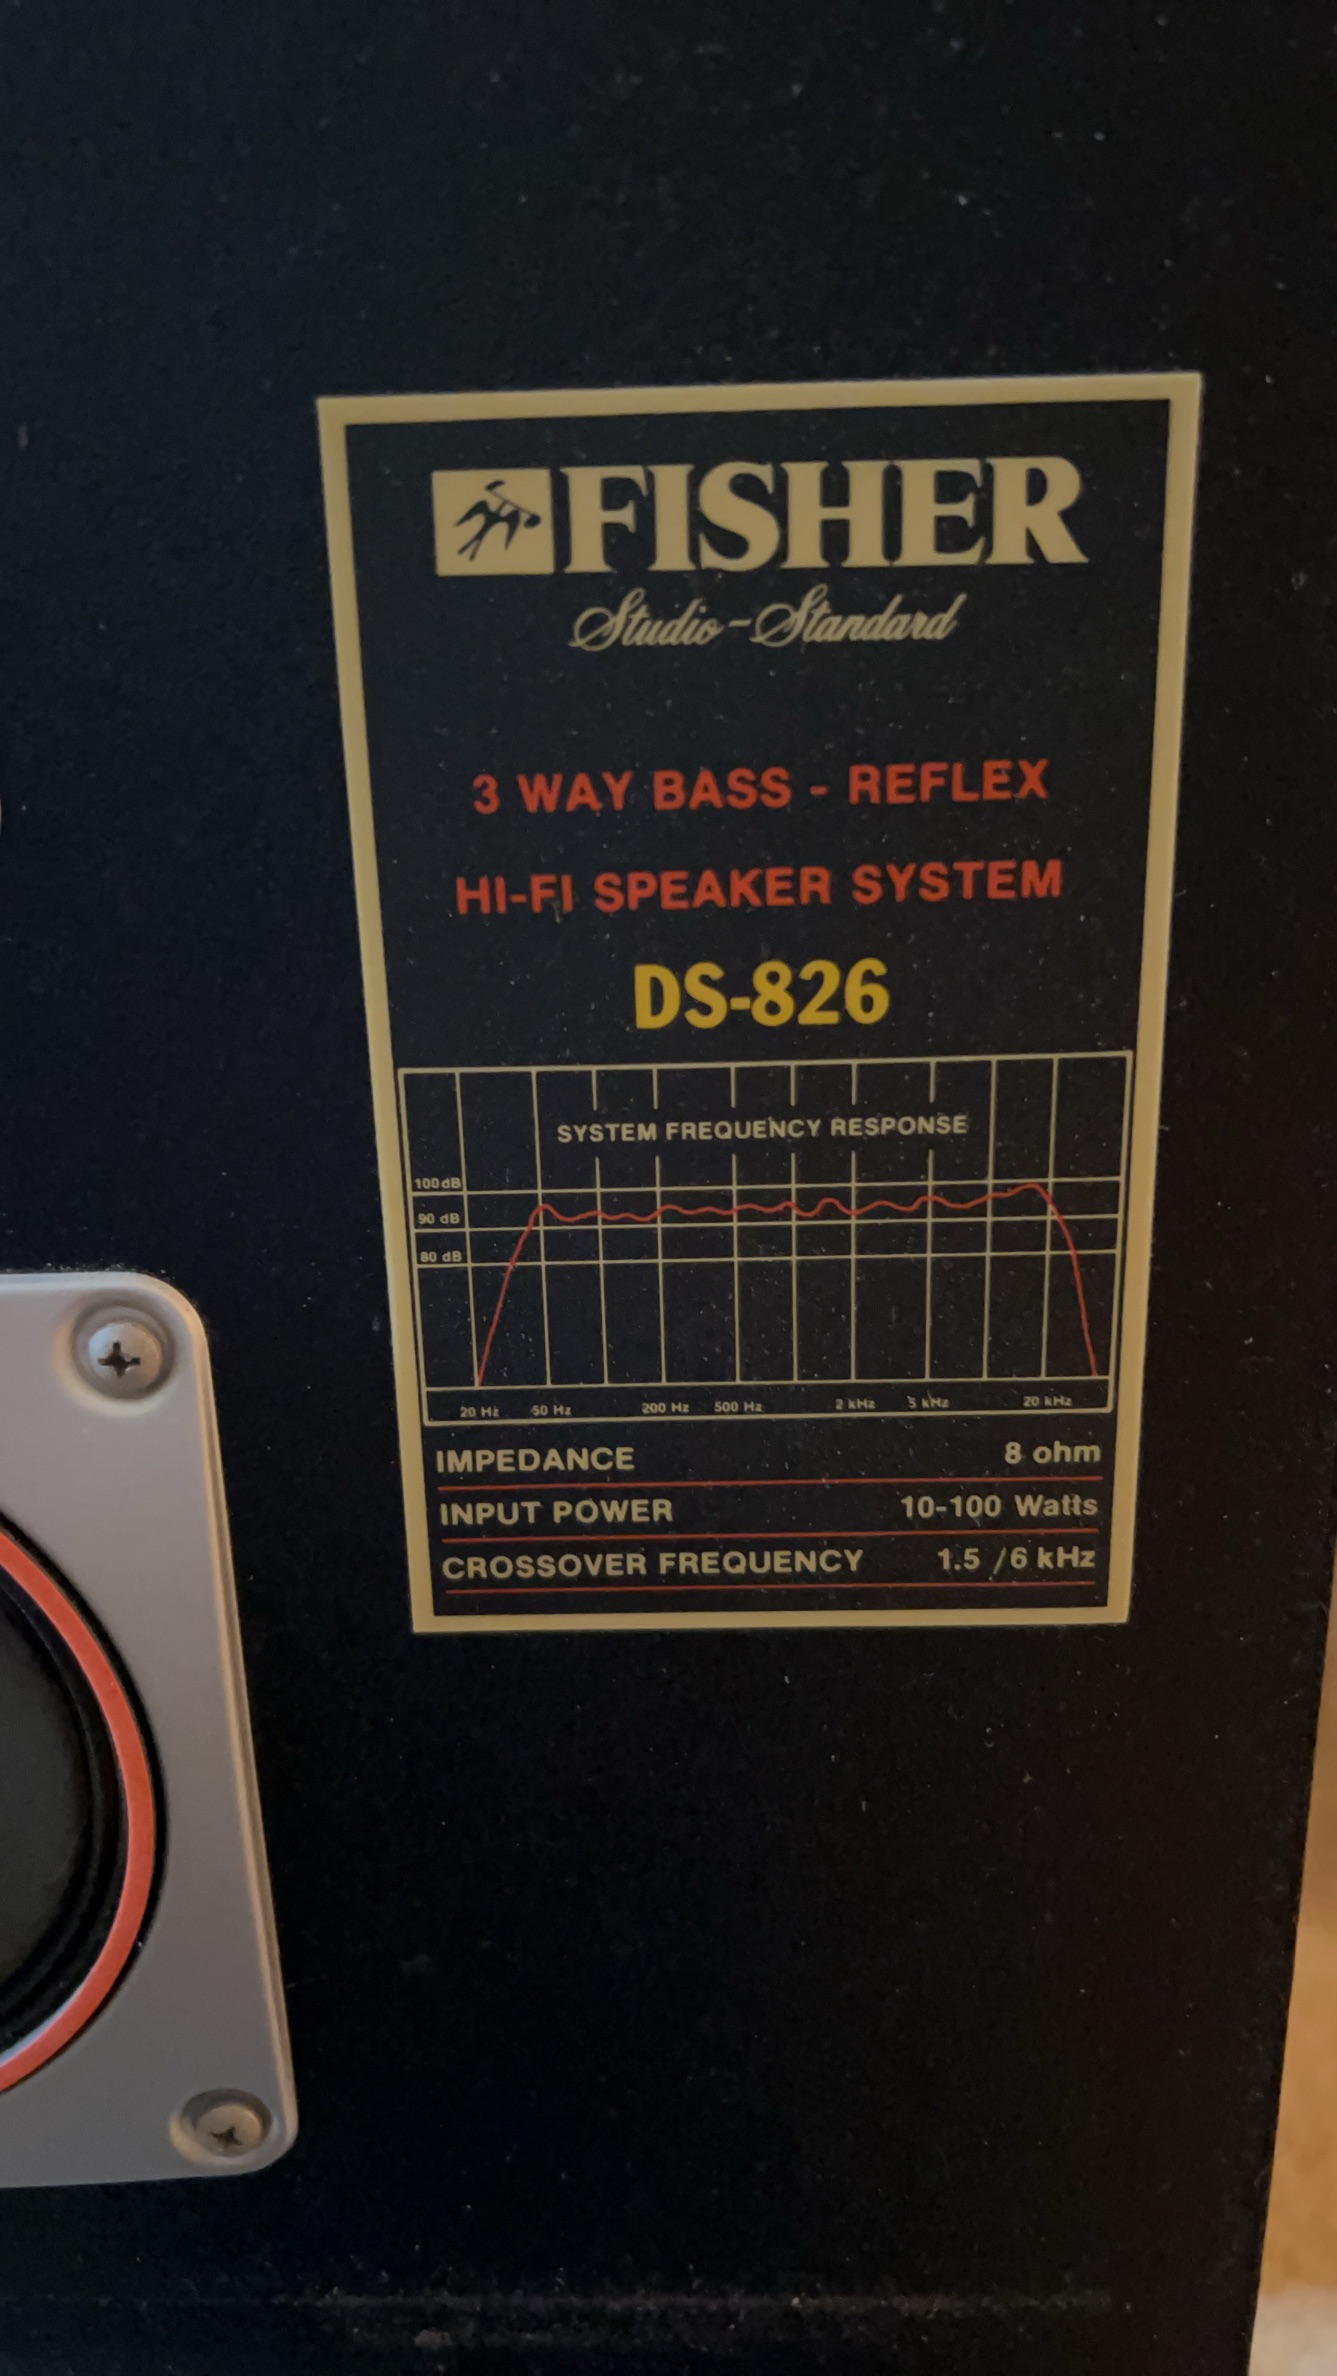 FISHER
Studio-Standard
3 WAY BASS - REFLEX
HI-FI SPEAKER SYSTEM
DS-826
SYSTEM FREQUENCY RESPONSE
100 dB
90 dB
80 dB
20 Hz 50 Hz 200 Hz 500 Hz 2 kHz 5 kHz 20 kHz
IMPEDANCE 8 ohm
INPUT POWER 10-100 Watts
CROSSOVER FREQUENCY 1.5 /6 kHz